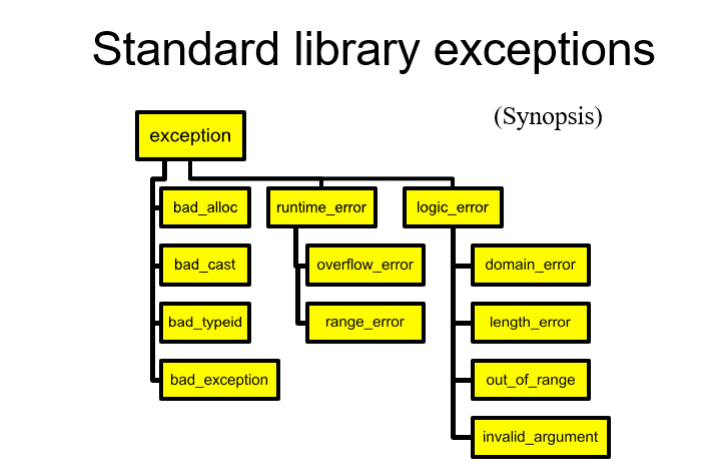 Standard library exceptions
(Synopsis)
exception
bad_alloc
runtime_error
logic_error
bad_cast
overflow_error
domain_error
bad_typeid
range_error
length_error
bad_exception
out_of_range
invalid_argument